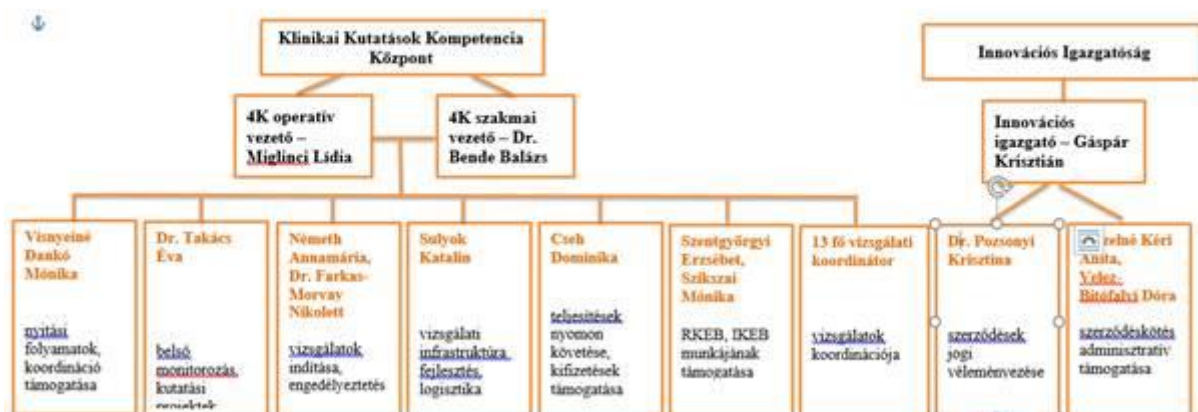 Klinikai Kutatások Kompetencia
Központ
Innovációs Igazgatóság
4K operatív
vezető –
Miglinci Lídia
4K szakmai
vezető – Dr.
Bende Balázs
Innovációs
igazgató – Gáspár
Krisztián
Visnyeiné
Dankó
Mónika
nyitási
folyamatok,
koordináció
támogatása
Dr. Takács
Éva
belső
monitorozás,
kutatási
projektek
Németh
Annamária,
Dr. Farkas-
Morvay
Nikolett
vizsgálatok
indítása,
engedélyeztetés
Sulyok
Katalin
vizsgálati
infrastruktúra
fejlesztés,
logisztika
Cseh
Dominika
teljesítések
nyomon
követése,
kifizetések
támogatása
Szentgyörgyi
Erzsébet,
Szikszai
Mónika
RKEB, IKEB
munkájának
támogatása
13 fő vizsgálati
koordinátor
vizsgálatok
koordinációja
Dr. Pozsonyi
Krisztina
szerződések
jogi
véleményezése
Kéri
Anita,
Velez-
Bitófalvi Dóra
szerződéskötés
adminisztratív
támogatása